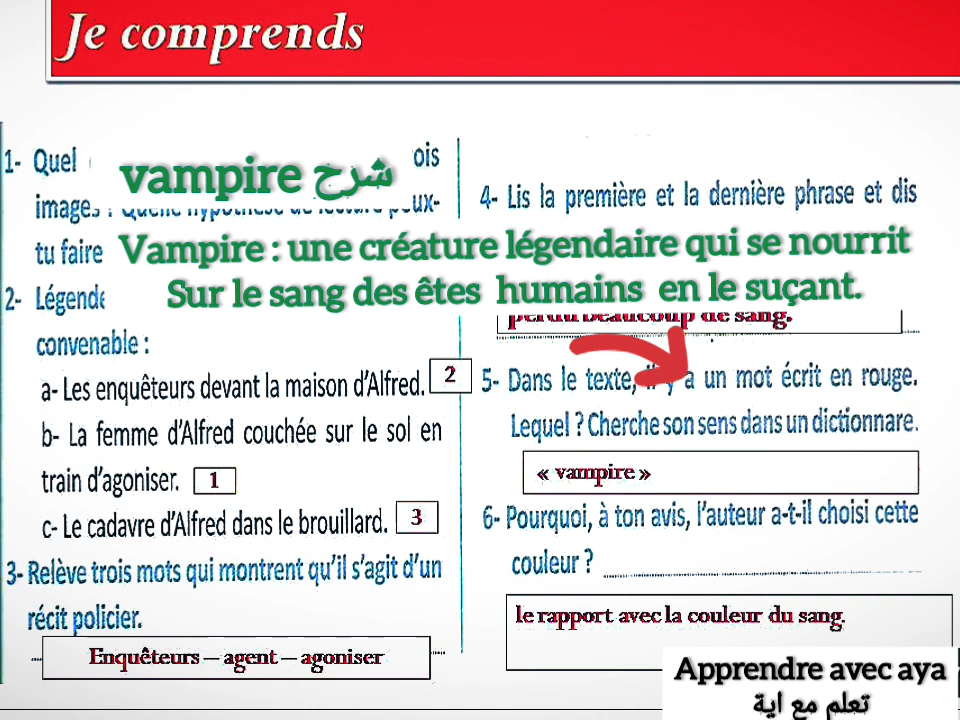 Je comprends
1- Quel
ois
vampire شرح
tu faire
Vampire : une créature légendaire qui se nourrit
Sur le sang des êtes humains en le suçant.
2- Légende
convenable :
a- Les enquêteurs devant la maison d'Alfred. 2
b- La femme d'Alfred couchée sur le sol en
train d'agoniser. 1
c- Le cadavre d'Alfred dans le brouillard. 3
3- Relève trois mots qui montrent qu'il s'agit d'un
récit policier.
Enquêteurs – agent – agoniser
4- Lis la première et la dernière phrase et dis
perdu beaucoup de sang.
5- Dans le texte, il y a un mot écrit en rouge.
Lequel ? Cherche son sens dans un dictionnare.
« vampire »
6- Pourquoi, à ton avis, l'auteur a-t-il choisi cette
couleur ?
le rapport avec la couleur du sang.
Apprendre avec aya
تعلم مع اية